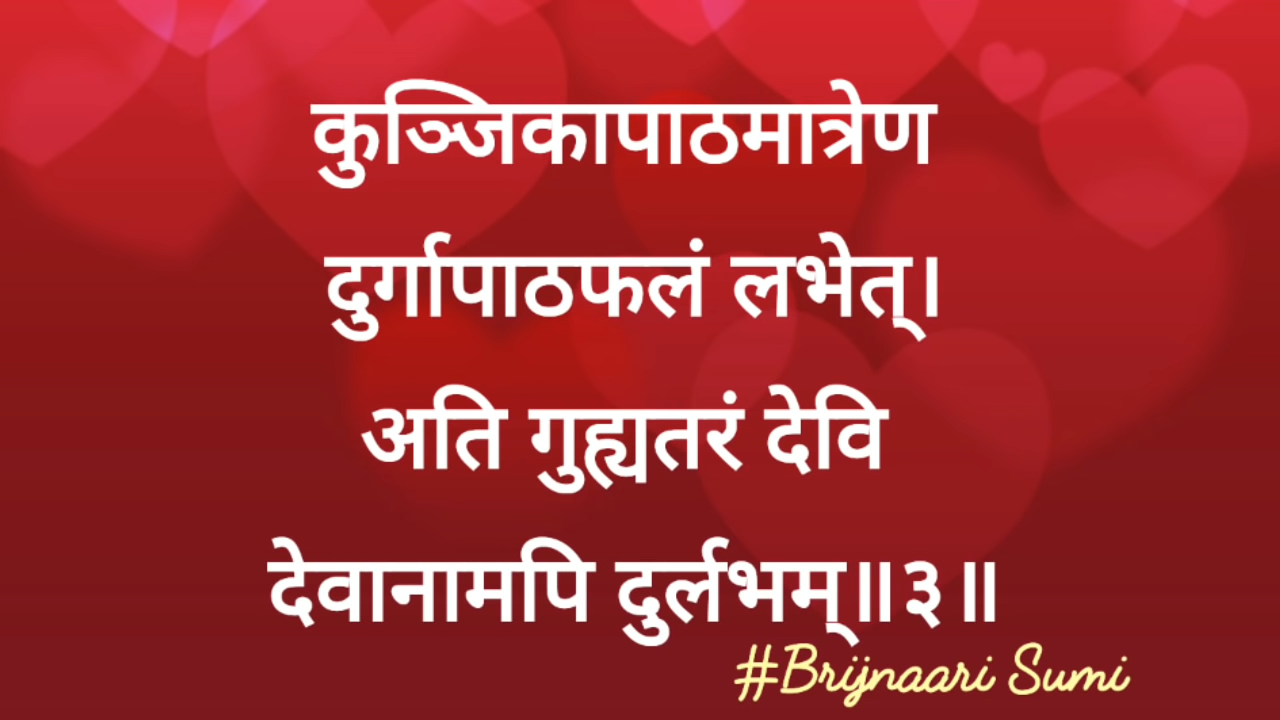 कुञ्जिकापाठमात्रेण
दुर्गापाठफलं लभेत्।
अति गुह्यतरं देवि
देवानामपि दुर्लभम्॥३॥
#Brijnaari Sumi